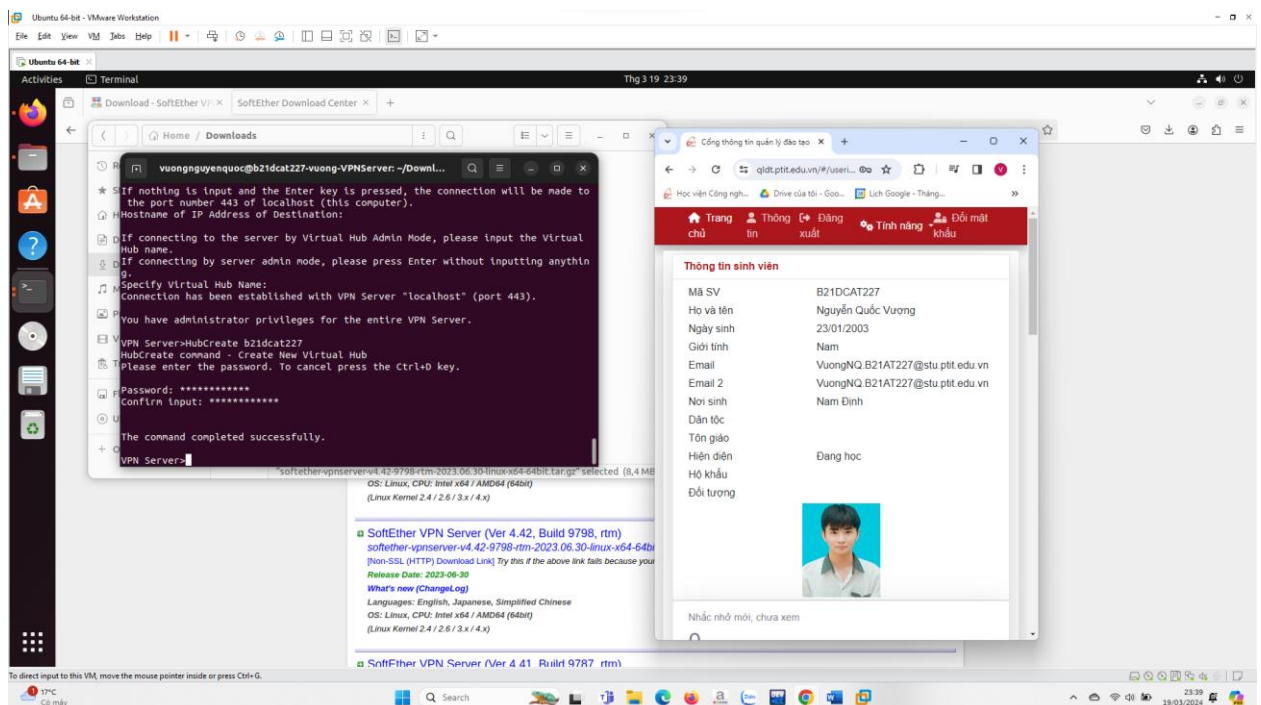 Ubuntu 64-bit - VMware Workstation
File Edit View VM Tabs Help
Ubuntu 64-bit
Activities Terminal Thg 3 19 23:39
Download - SoftEther VP SoftEther Download Center
Home / Downloads
vuongnguyenquoc@b21dcat227-vuong-VPNServer: ~/Downl...
If nothing is input and the Enter key is pressed, the connection will be made to
the port number 443 of localhost (this computer).
Hostname of IP Address of Destination:
If connecting to the server by Virtual Hub Admin Mode, please input the Virtual
Hub name.
If connecting by server admin mode, please press Enter without inputting anythin
g.
Specify Virtual Hub Name:
Connection has been established with VPN Server "localhost" (port 443).
You have administrator privileges for the entire VPN Server.
VPN Server>HubCreate b21dcat227
HubCreate command - Create New Virtual Hub
Please enter the password. To cancel press the Ctrl+D key.
Password: ************
Confirm input: ************
The command completed successfully.
VPN Server>
"softether-vpnserver-v4.42-9798-rtm-2023.06.30-linux-x64-64bit.tar.gz" selected (8,4 MB
OS: Linux, CPU: Intel x64 / AMD64 (64bit)
(Linux Kernel 2.4 / 2.6 / 3.x / 4.x)
SoftEther VPN Server (Ver 4.42, Build 9798, rtm)
softether-vpnserver-v4.42-9798-rtm-2023.06.30-linux-x64-64bi
[Non-SSL (HTTP) Download Link] Try this if the above link fails because your
Release Date: 2023-06-30
What's new (ChangeLog)
Languages: English, Japanese, Simplified Chinese
OS: Linux, CPU: Intel x64 / AMD64 (64bit)
(Linux Kernel 2.4 / 2.6 / 3.x / 4.x)
SoftEther VPN Server (Ver 4.41, Build 9787, rtm)
Cổng thông tin quản lý đào tạo
qldt.ptit.edu.vn/#/useri...
Học viện Công ngh... Drive của tôi - Goo... Lịch Google - Tháng...
Trang chủ Thông tin Đăng xuất Tính năng Đổi mật khẩu
Thông tin sinh viên
Mã SV B21DCAT227
Họ và tên Nguyễn Quốc Vượng
Ngày sinh 23/01/2003
Giới tính Nam
Email VuongNQ.B21AT227@stu.ptit.edu.vn
Email 2 VuongNQ.B21AT227@stu.ptit.edu.vn
Nơi sinh Nam Định
Dân tộc
Tôn giáo
Hiện diện Đang học
Hộ khẩu
Đối tượng
Nhắc nhở mới, chưa xem
To direct input to this VM, move the mouse pointer inside or press Ctrl+G.
17°C
Có mây
Search
23:39
19/03/2024